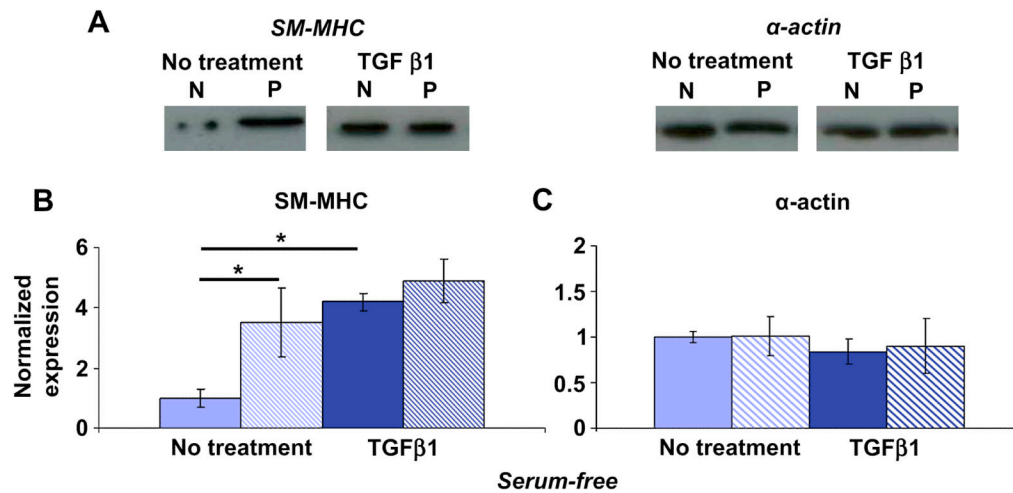 A
SM-MHC
α-actin
No treatment TGF β1
N P N P
No treatment TGF β1
N P N P
B
SM-MHC
Normalized
expression
6
4
2
0
*
*
No treatment TGFβ1
C
α-actin
2
1.5
1
0.5
0
No treatment TGFβ1
Serum-free